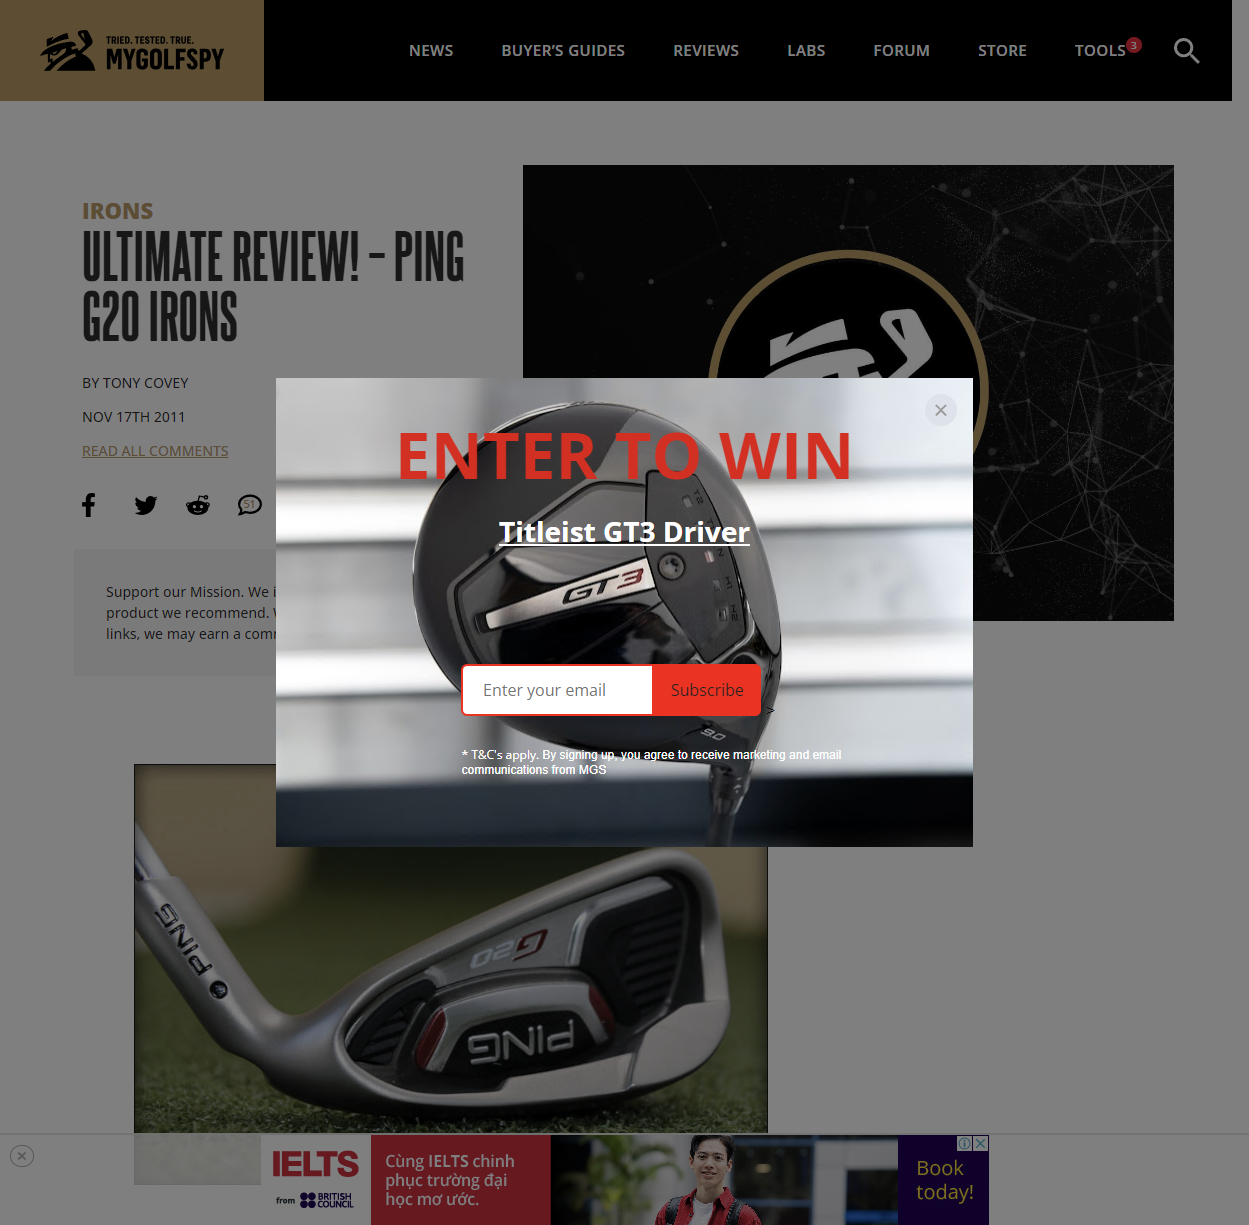 TRIED. TESTED. TRUE.
MYGOLFSPY
NEWS
BUYER'S GUIDES
REVIEWS
LABS
FORUM
STORE
TOOLS
3
IRONS
ULTIMATE REVIEW! – PING
G20 IRONS
BY TONY COVEY
NOV 17TH 2011
READ ALL COMMENTS
51
Support our Mission. We
product we recommend.
links, we may earn a
ENTER TO WIN
Titleist GT3 Driver
GT3
Enter your email
Subscribe
>
9.0
* T&C's apply. By signing up, you agree to receive marketing and email
communications from MGS
PING
G20
PING
IELTS
from
BRITISH
COUNCIL
Cùng IELTS chinh
phục trường đại
học mơ ước.
Book
today!